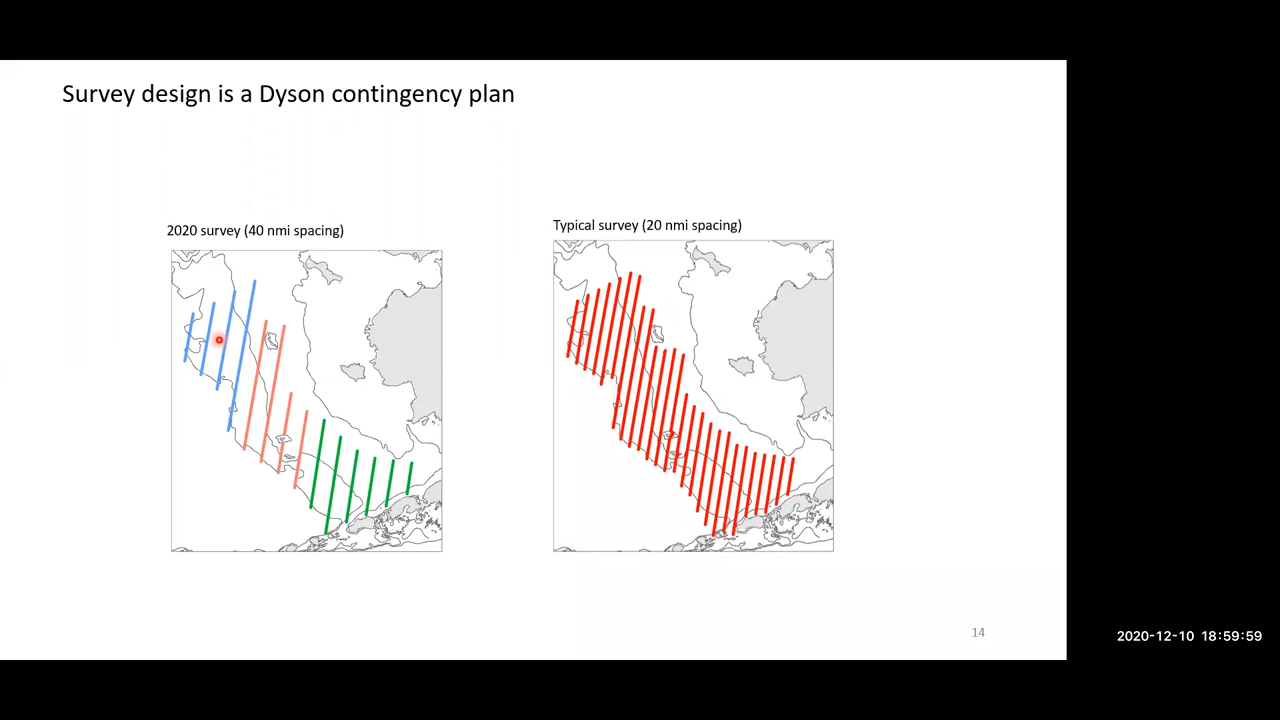 Survey design is a Dyson contingency plan
2020 survey (40 nmi spacing)
Typical survey (20 nmi spacing)
14
2020-12-10 18:59:59